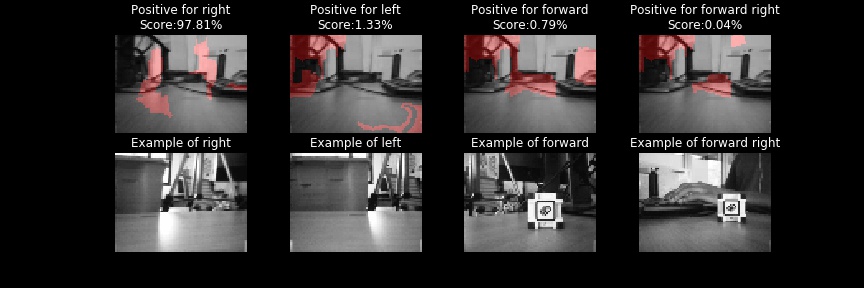 Positive for right
Score:97.81%
Positive for left
Score:1.33%
Positive for forward
Score:0.79%
Positive for forward right
Score:0.04%
Example of right
Example of left
Example of forward
Example of forward right